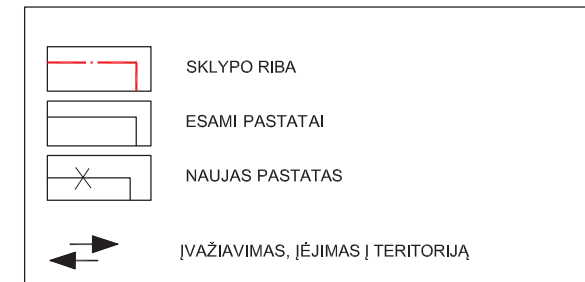 SKLYPO RIBA
ESAMI PASTATAI
NAUJAS PASTATAS
ĮVAŽIAVIMAS, ĮĖJIMAS Į TERITORIJĄ